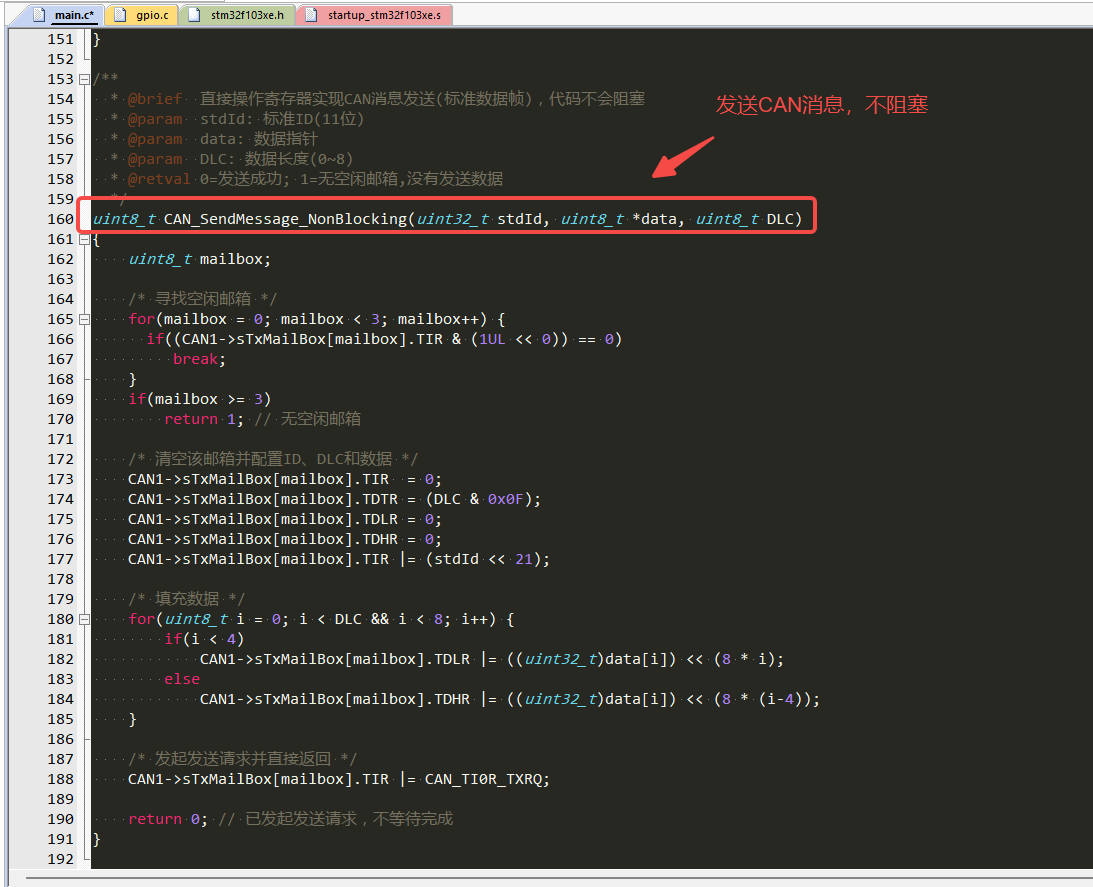 main.c* gpio.c stm32f103xe.h startup_stm32f103xe.s
151 }
152
153 /**
154 * @brief 直接操作寄存器实现CAN消息发送(标准数据帧)，代码不会阻塞
发送CAN消息，不阻塞
155 * @param stdId: 标准ID(11位)
156 * @param data: 数据指针
157 * @param DLC: 数据长度(0~8)
158 * @retval 0=发送成功; 1=无空闲邮箱,没有发送数据
159 */
160 uint8_t CAN_SendMessage_NonBlocking(uint32_t stdId, uint8_t *data, uint8_t DLC)
161 {
162 uint8_t mailbox;
163
164 /* 寻找空闲邮箱 */
165 for(mailbox = 0; mailbox < 3; mailbox++) {
166 if((CAN1->sTxMailBox[mailbox].TIR & (1UL << 0)) == 0)
167 break;
168 }
169 if(mailbox >= 3)
170 return 1; // 无空闲邮箱
171
172 /* 清空该邮箱并配置ID、DLC和数据 */
173 CAN1->sTxMailBox[mailbox].TIR = 0;
174 CAN1->sTxMailBox[mailbox].TDTR = (DLC & 0x0F);
175 CAN1->sTxMailBox[mailbox].TDLR = 0;
176 CAN1->sTxMailBox[mailbox].TDHR = 0;
177 CAN1->sTxMailBox[mailbox].TIR |= (stdId << 21);
178
179 /* 填充数据 */
180 for(uint8_t i = 0; i < DLC && i < 8; i++) {
181 if(i < 4)
182 CAN1->sTxMailBox[mailbox].TDLR |= ((uint32_t)data[i]) << (8 * i);
183 else
184 CAN1->sTxMailBox[mailbox].TDHR |= ((uint32_t)data[i]) << (8 * (i-4));
185 }
186
187 /* 发起发送请求并直接返回 */
188 CAN1->sTxMailBox[mailbox].TIR |= CAN_TI0R_TXRQ;
189
190 return 0; // 已发起发送请求，不等待完成
191 }
192